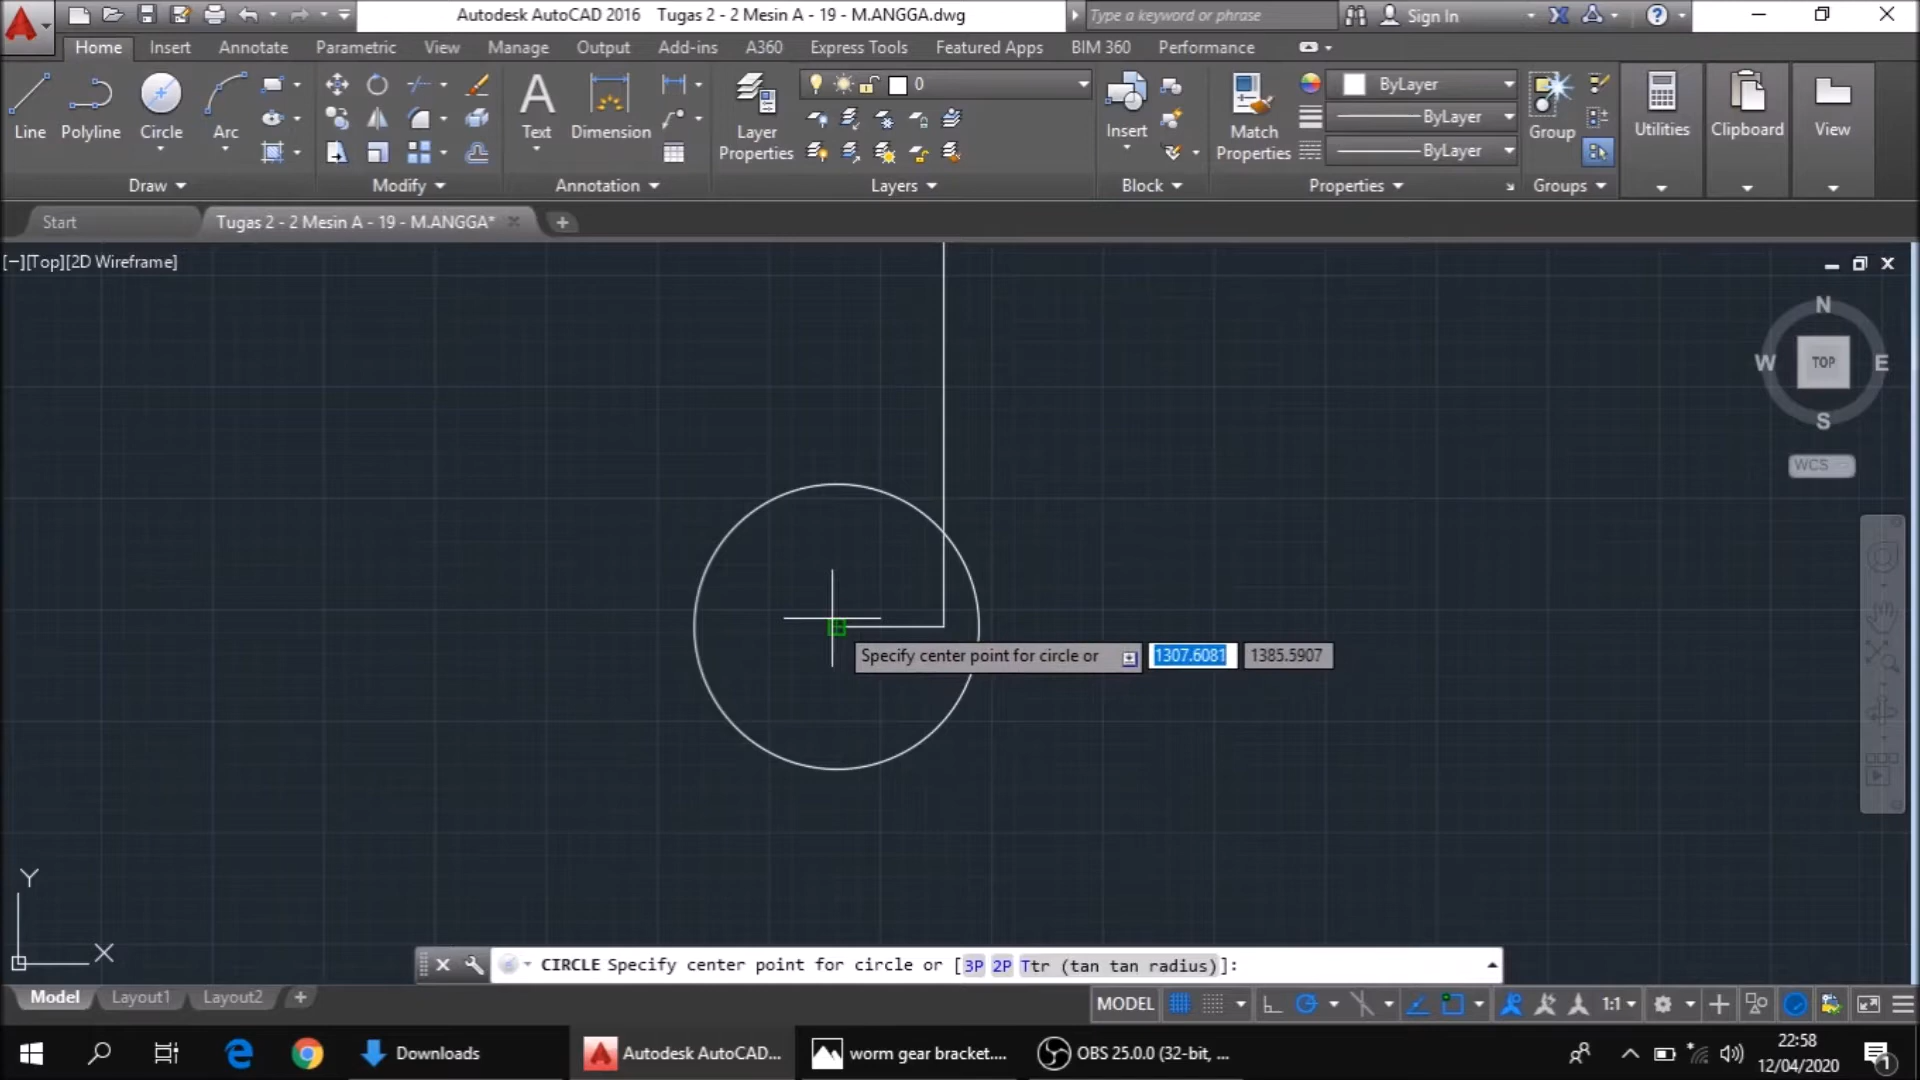 Autodesk AutoCAD 2016 Tugas 2 - 2 Mesin A - 19 - M.ANGGA.dwg
Type a keyword or phrase
Sign In
Home Insert Annotate Parametric View Manage Output Add-ins A360 Express Tools Featured Apps BIM 360 Performance
Line Polyline Circle Arc
Text Dimension
Layer Properties
0
Insert
Match Properties
ByLayer
ByLayer
ByLayer
Group
Utilities
Clipboard
View
Draw Modify Annotation Layers Block Properties Groups
Start
Tugas 2 - 2 Mesin A - 19 - M.ANGGA*
[−][Top][2D Wireframe]
N
W TOP E
S
WCS
Specify center point for circle or 1307.6081 1385.5907
Y
X
CIRCLE Specify center point for circle or [3P 2P Ttr (tan tan radius)]:
Model Layout1 Layout2
MODEL
1:1
Downloads
Autodesk AutoCAD...
worm gear bracket....
OBS 25.0.0 (32-bit, ...
22:58
12/04/2020
1